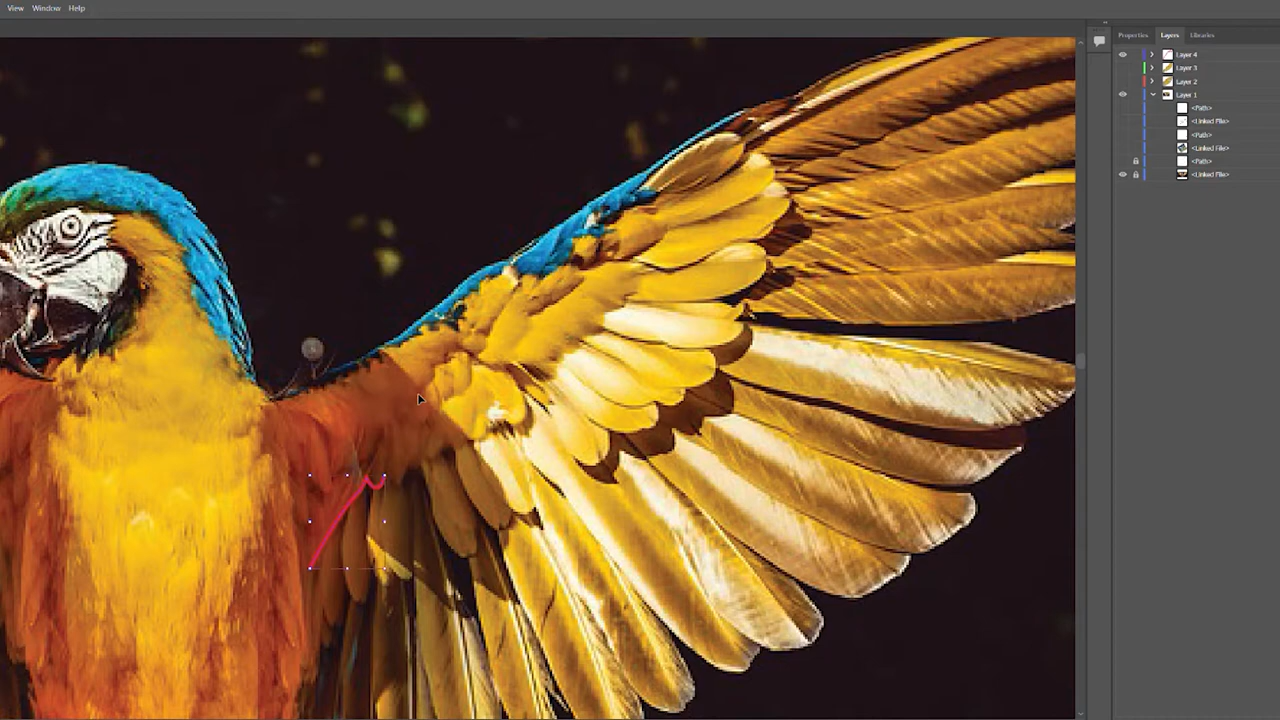 View Window Help
Properties Layers Libraries
Layer 4
Layer 3
Layer 2
Layer 1
<Path>
<Linked File>
<Path>
<Linked File>
<Path>
<Linked File>